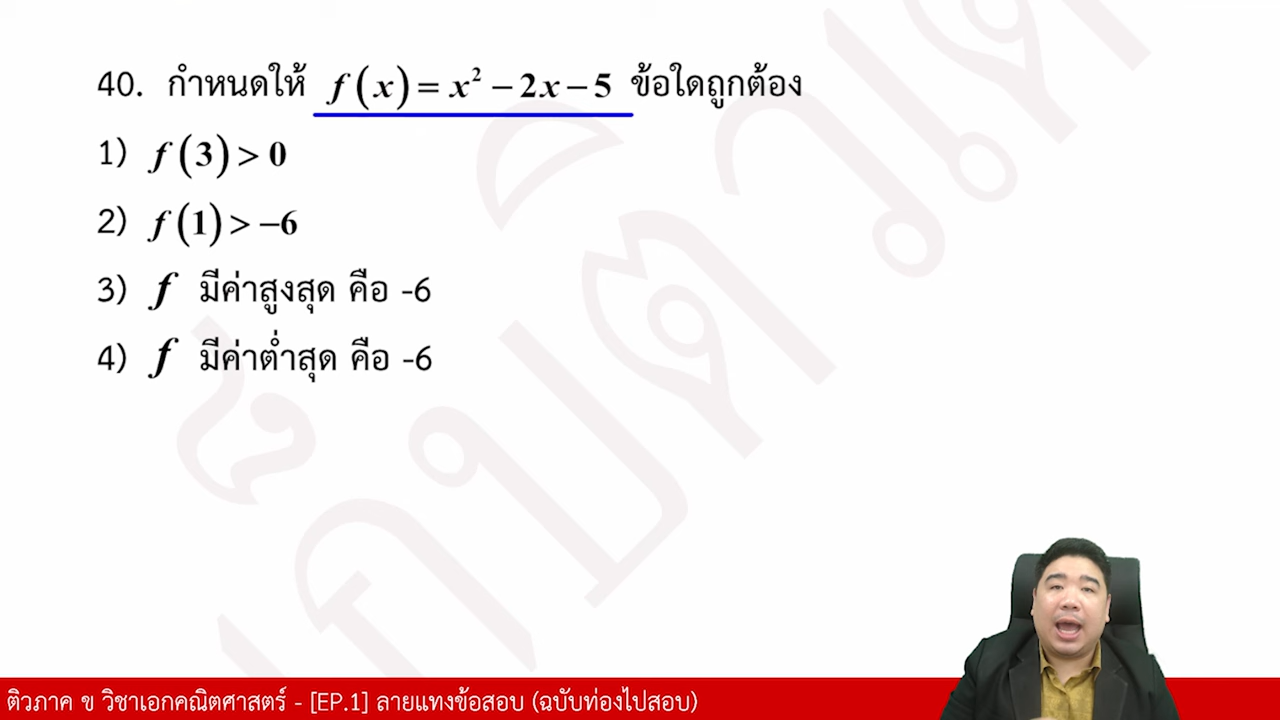 40. กำหนดให้ f(x) = x² − 2x − 5 ข้อใดถูกต้อง
1) f(3) > 0
2) f(1) > −6
3) f มีค่าสูงสุด คือ -6
4) f มีค่าต่ำสุด คือ -6
ติวภาค ข วิชาเอกคณิตศาสตร์ - [EP.1] ลายแทงข้อสอบ (ฉบับท่องไปสอบ)